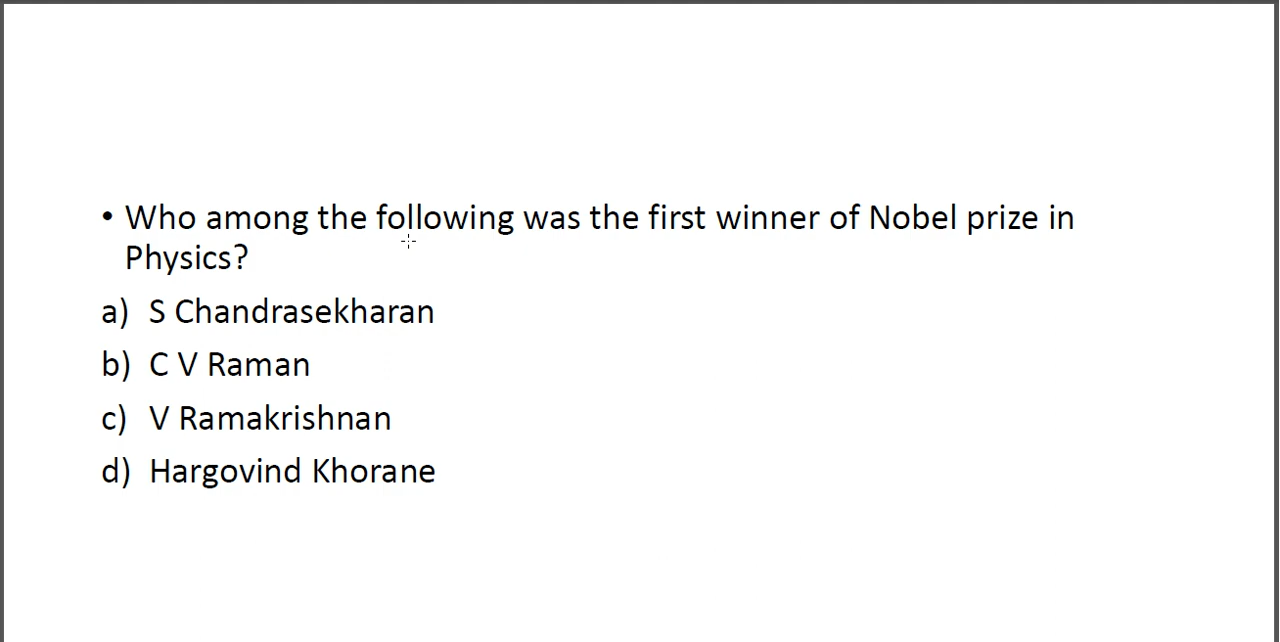 • Who among the following was the first winner of Nobel prize in
Physics?
a) S Chandrasekharan
b) C V Raman
c) V Ramakrishnan
d) Hargovind Khorane